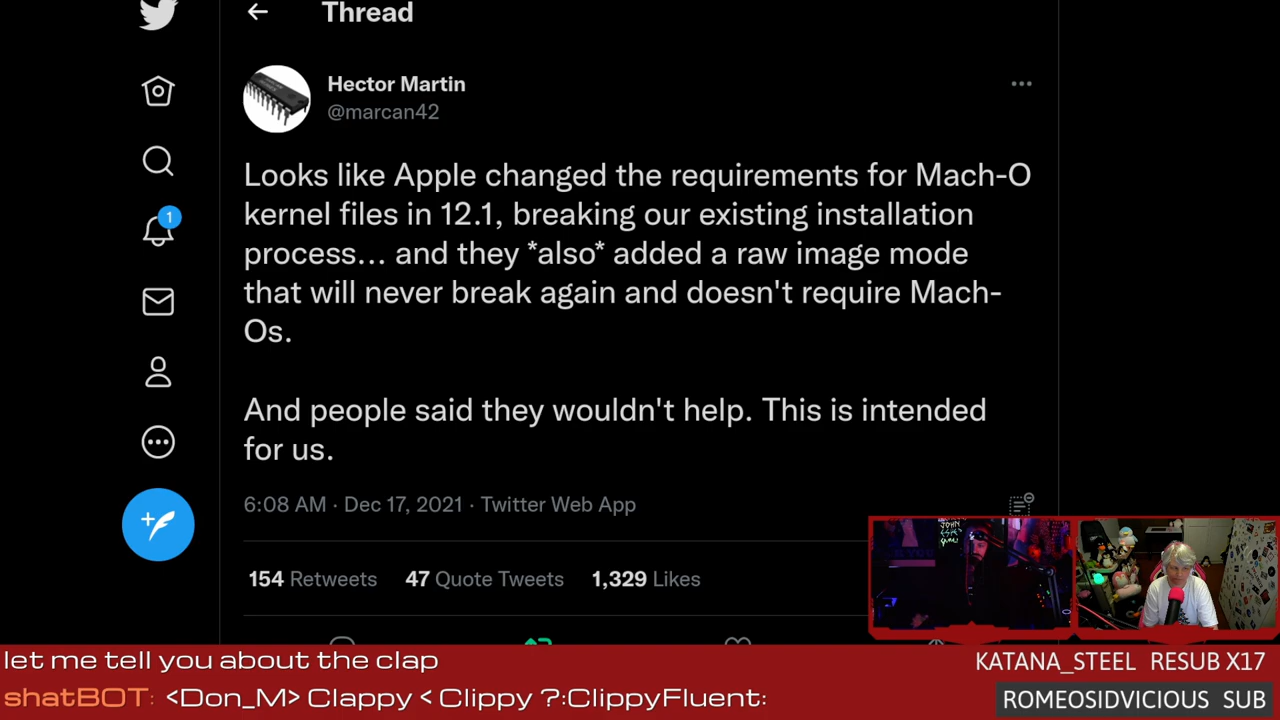 Thread
Hector Martin
@marcan42
Looks like Apple changed the requirements for Mach-O
kernel files in 12.1, breaking our existing installation
process... and they *also* added a raw image mode
that will never break again and doesn't require Mach-
Os.
And people said they wouldn't help. This is intended
for us.
6:08 AM · Dec 17, 2021 · Twitter Web App
154 Retweets 47 Quote Tweets 1,329 Likes
1
let me tell you about the clap
KATANA_STEEL RESUB X17
shatBOT: <Don_M> Clappy < Clippy ?:ClippyFluent:
ROMEOSIDVICIOUS SUB